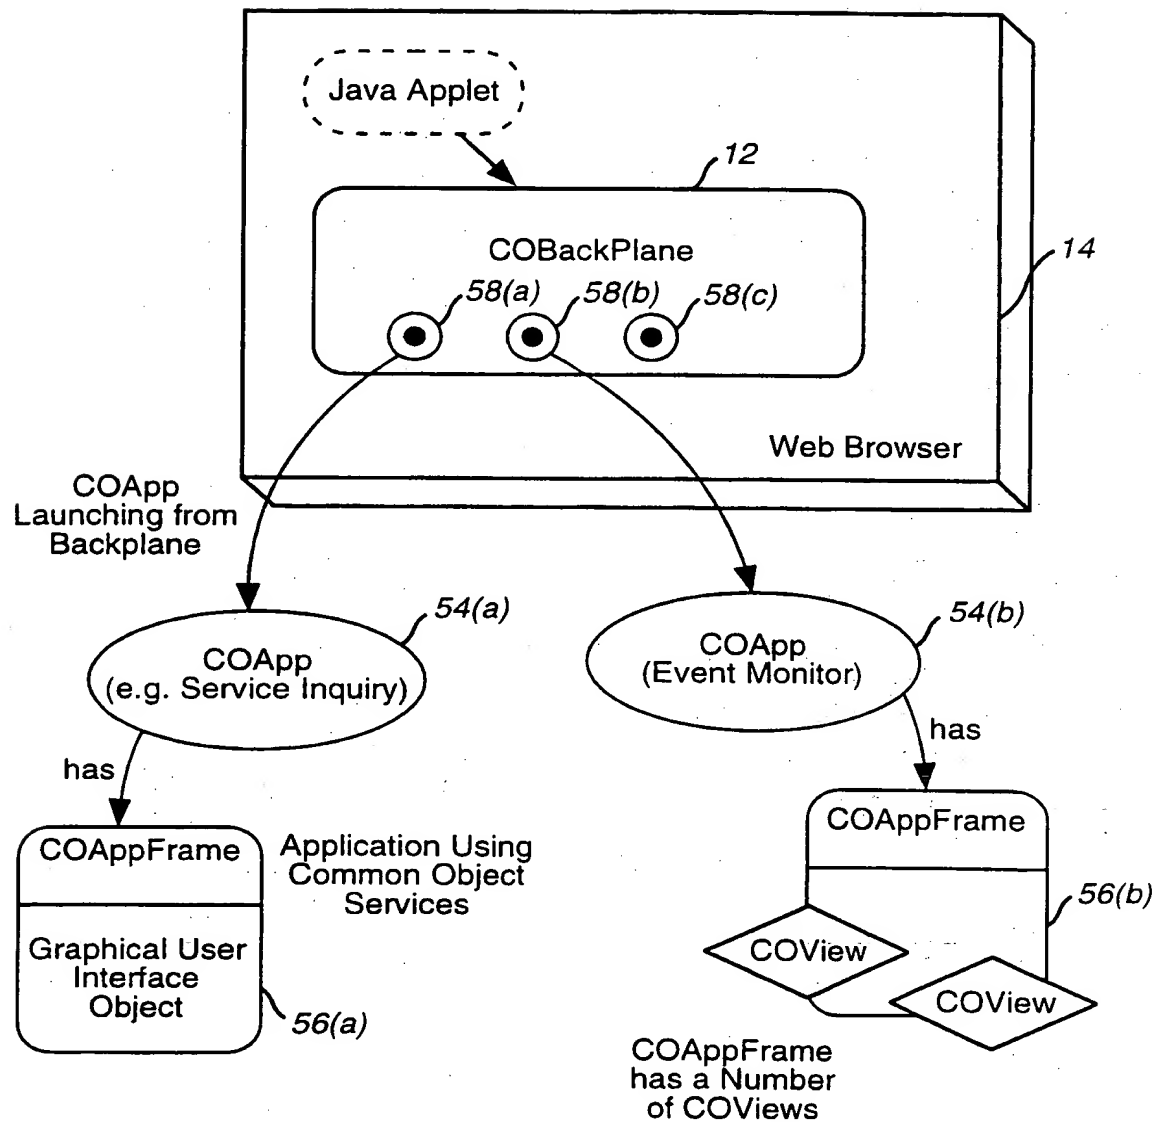 Java Applet
12
COBackPlane
14
58(a)
58(b)
58(c)
Web Browser
COApp
Launching from
Backplane
54(a)
54(b)
COApp
(e.g. Service Inquiry)
COApp
(Event Monitor)
has
has
COAppFrame
Graphical User
Interface
Object
56(a)
Application Using
Common Object
Services
COAppFrame
56(b)
COView
COView
COAppFrame
has a Number
of COViews